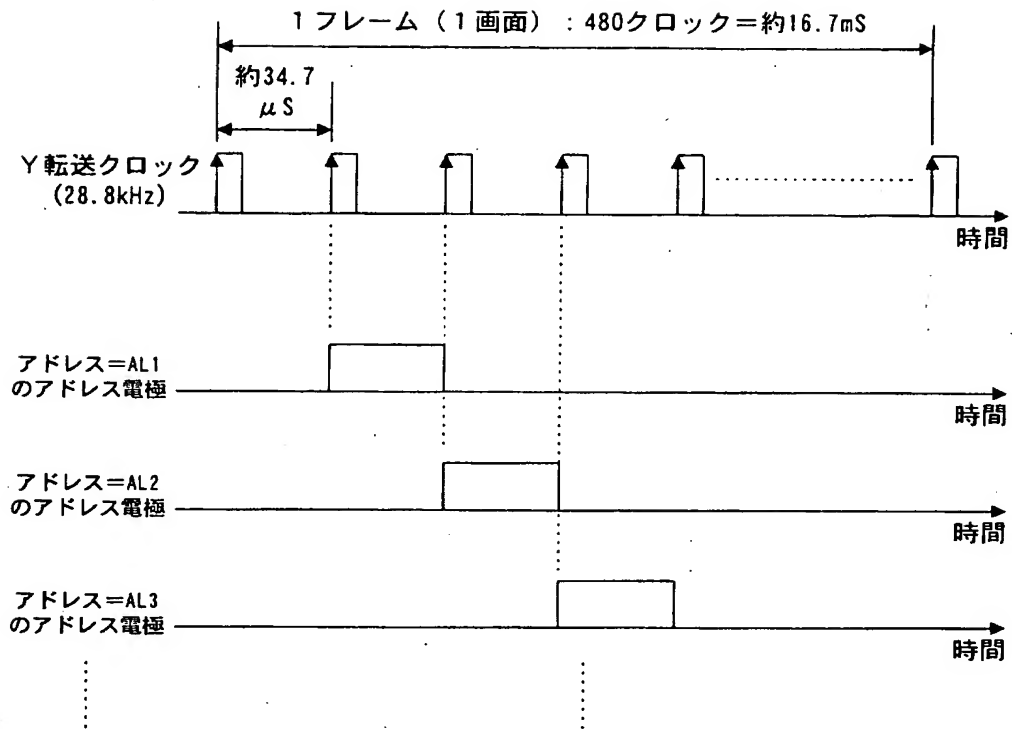 1フレーム(1画面):480クロック=約16.7mS
約34.7
μS
Y転送クロック
(28.8kHz)
時間
アドレス=AL1
のアドレス電極
時間
アドレス=AL2
のアドレス電極
時間
アドレス=AL3
のアドレス電極
時間